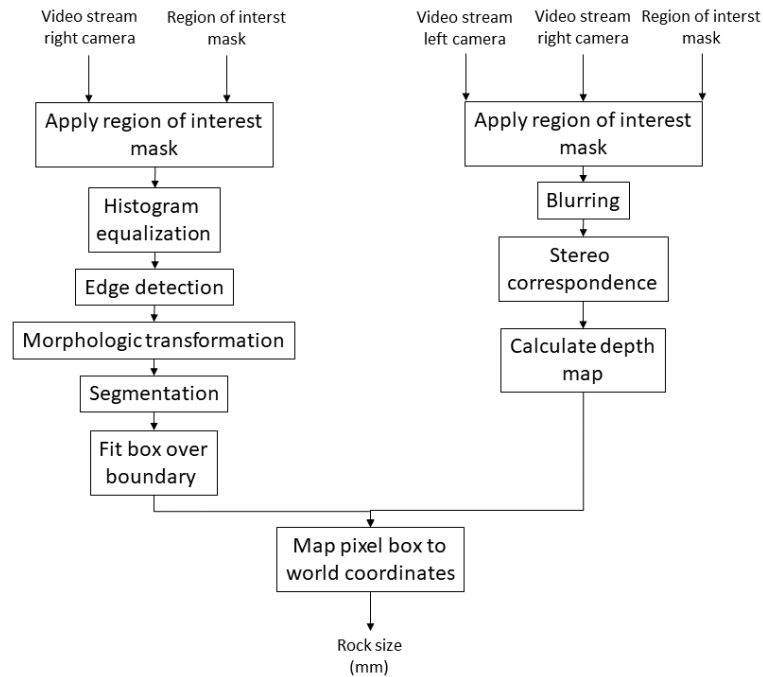 Video stream
right camera
Region of interst
mask
Video stream
left camera
Video stream
right camera
Region of interst
mask
Apply region of interest
mask
Histogram
equalization
Edge detection
Morphologic transformation
Segmentation
Fit box over
boundary
Apply region of interest
mask
Blurring
Stereo
correspondence
Calculate depth
map
Map pixel box to
world coordinates
Rock size
(mm)